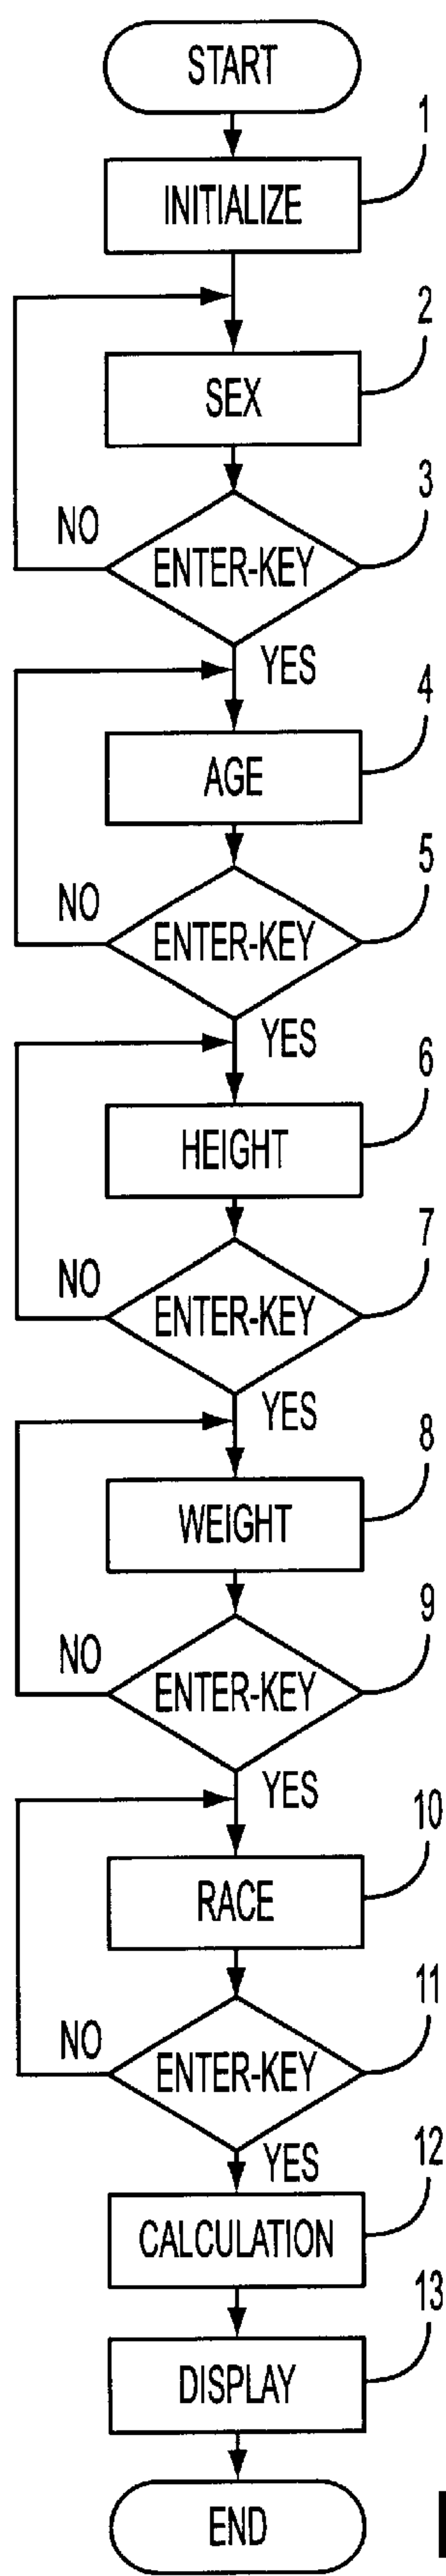 START
1
INITIALIZE
2
SEX
3
NO
ENTER-KEY
YES
4
AGE
5
NO
ENTER-KEY
YES
6
HEIGHT
7
NO
ENTER-KEY
YES
8
WEIGHT
9
NO
ENTER-KEY
YES
10
RACE
11
NO
ENTER-KEY
YES
12
CALCULATION
13
DISPLAY
END